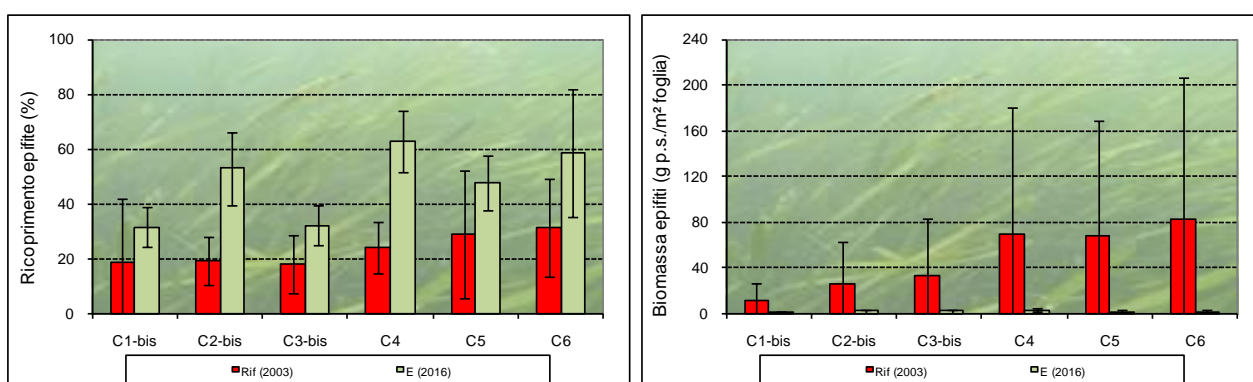 Ricoprimento epifite (%)
100
80
60
40
20
0
C1-bis C2-bis C3-bis C4 C5 C6
Rif (2003) E (2016)
Biomassa epifiti (g p.s./m² foglia)
240
200
160
120
80
40
0
C1-bis C2-bis C3-bis C4 C5 C6
Rif (2003) E (2016)